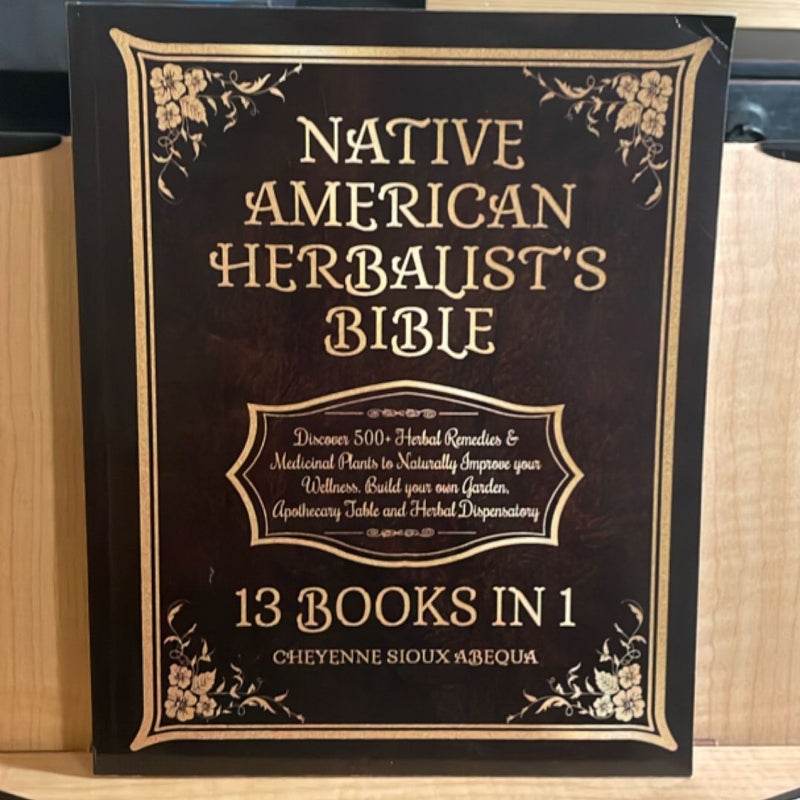 NATIVE
AMERICAN
HERBALIST'S
BIBLE
Discover 500+ Herbal Remedies &
Medicinal Plants to Naturally Improve your
Wellness. Build your own Garden,
Apothecary Table and Herbal Dispensatory
13 BOOKS IN 1
CHEYENNE SIOUX ABEQUA